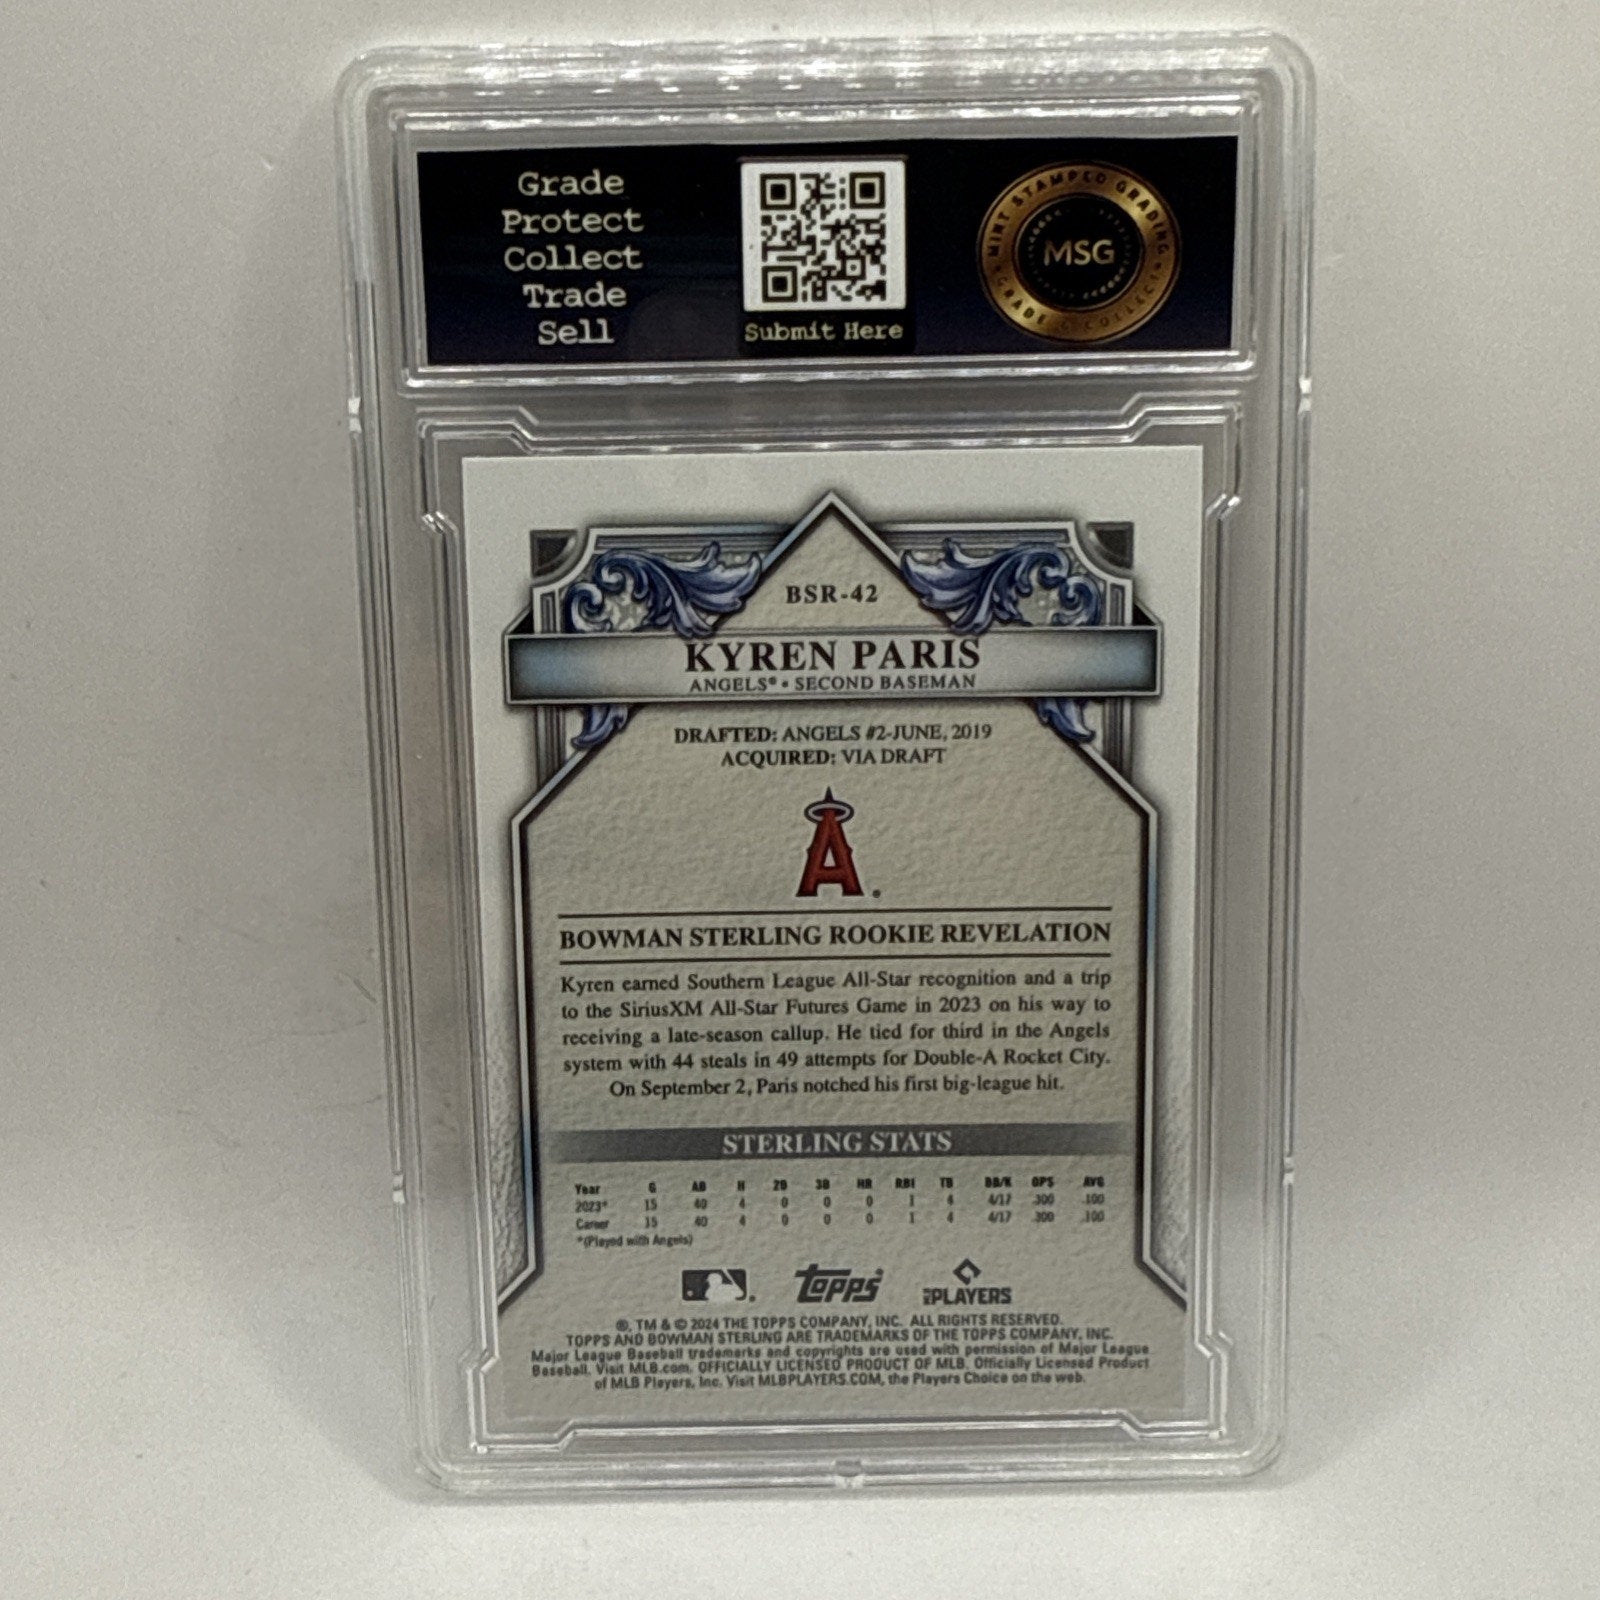 Grade
Protect
Collect
Trade
Sell
Submit Here
MINT STAMPED GRADING
MSG
GRADE & COLLECT
BSR-42
KYREN PARIS
ANGELS® • SECOND BASEMAN
DRAFTED: ANGELS #2-JUNE, 2019
ACQUIRED: VIA DRAFT
A®
BOWMAN STERLING ROOKIE REVELATION
Kyren earned Southern League All-Star recognition and a trip
to the SiriusXM All-Star Futures Game in 2023 on his way to
receiving a late-season callup. He tied for third in the Angels
system with 44 steals in 49 attempts for Double-A Rocket City.
On September 2, Paris notched his first big-league hit.
STERLING STATS
Year G AB H 2B 3B HR RBI TB BB/K OPS AVG
2023* 15 40 4 0 0 0 1 4 4/17 .300 .100
Career 15 40 4 0 0 0 1 4 4/17 .300 .100
*(Played with Angels)
Topps
PLAYERS
®, TM & © 2024 THE TOPPS COMPANY, INC. ALL RIGHTS RESERVED.
TOPPS AND BOWMAN STERLING ARE TRADEMARKS OF THE TOPPS COMPANY, INC.
Major League Baseball trademarks and copyrights are used with permission of Major League
Baseball. Visit MLB.com. OFFICIALLY LICENSED PRODUCT OF MLB. Officially Licensed Product
of MLB Players, Inc. Visit MLBPLAYERS.COM, the Players Choice on the web.